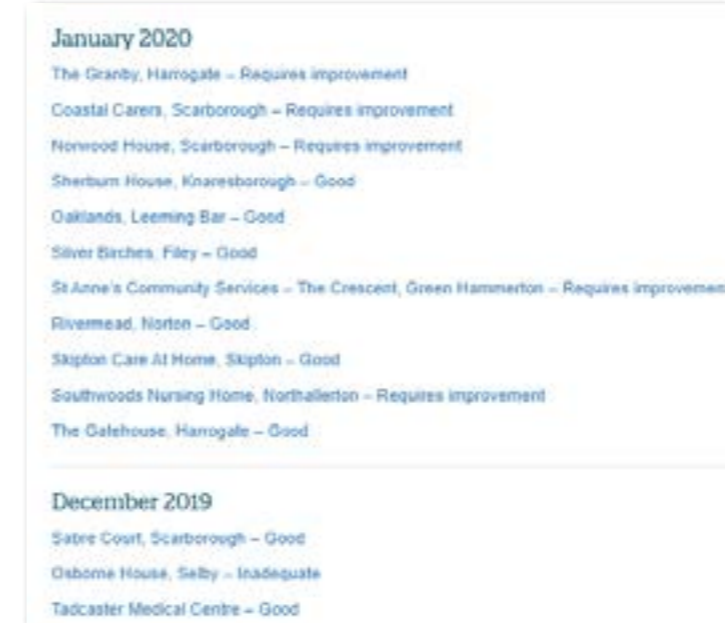 January 2020
The Granby, Harrogate – Requires improvement
Coastal Carers, Scarborough – Requires improvement
Norwood House, Scarborough – Requires improvement
Sherburn House, Knaresborough – Good
Oaklands, Leeming Bar – Good
Silver Birches, Filey – Good
St Anne's Community Services – The Crescent, Green Hammerton – Requires improvemen
Rivermead, Norton – Good
Skipton Care At Home, Skipton – Good
Southwoods Nursing Home, Northallerton – Requires improvement
The Gatehouse, Harrogate – Good
December 2019
Sabre Court, Scarborough – Good
Osborne House, Selby – Inadequate
Tadcaster Medical Centre – Good